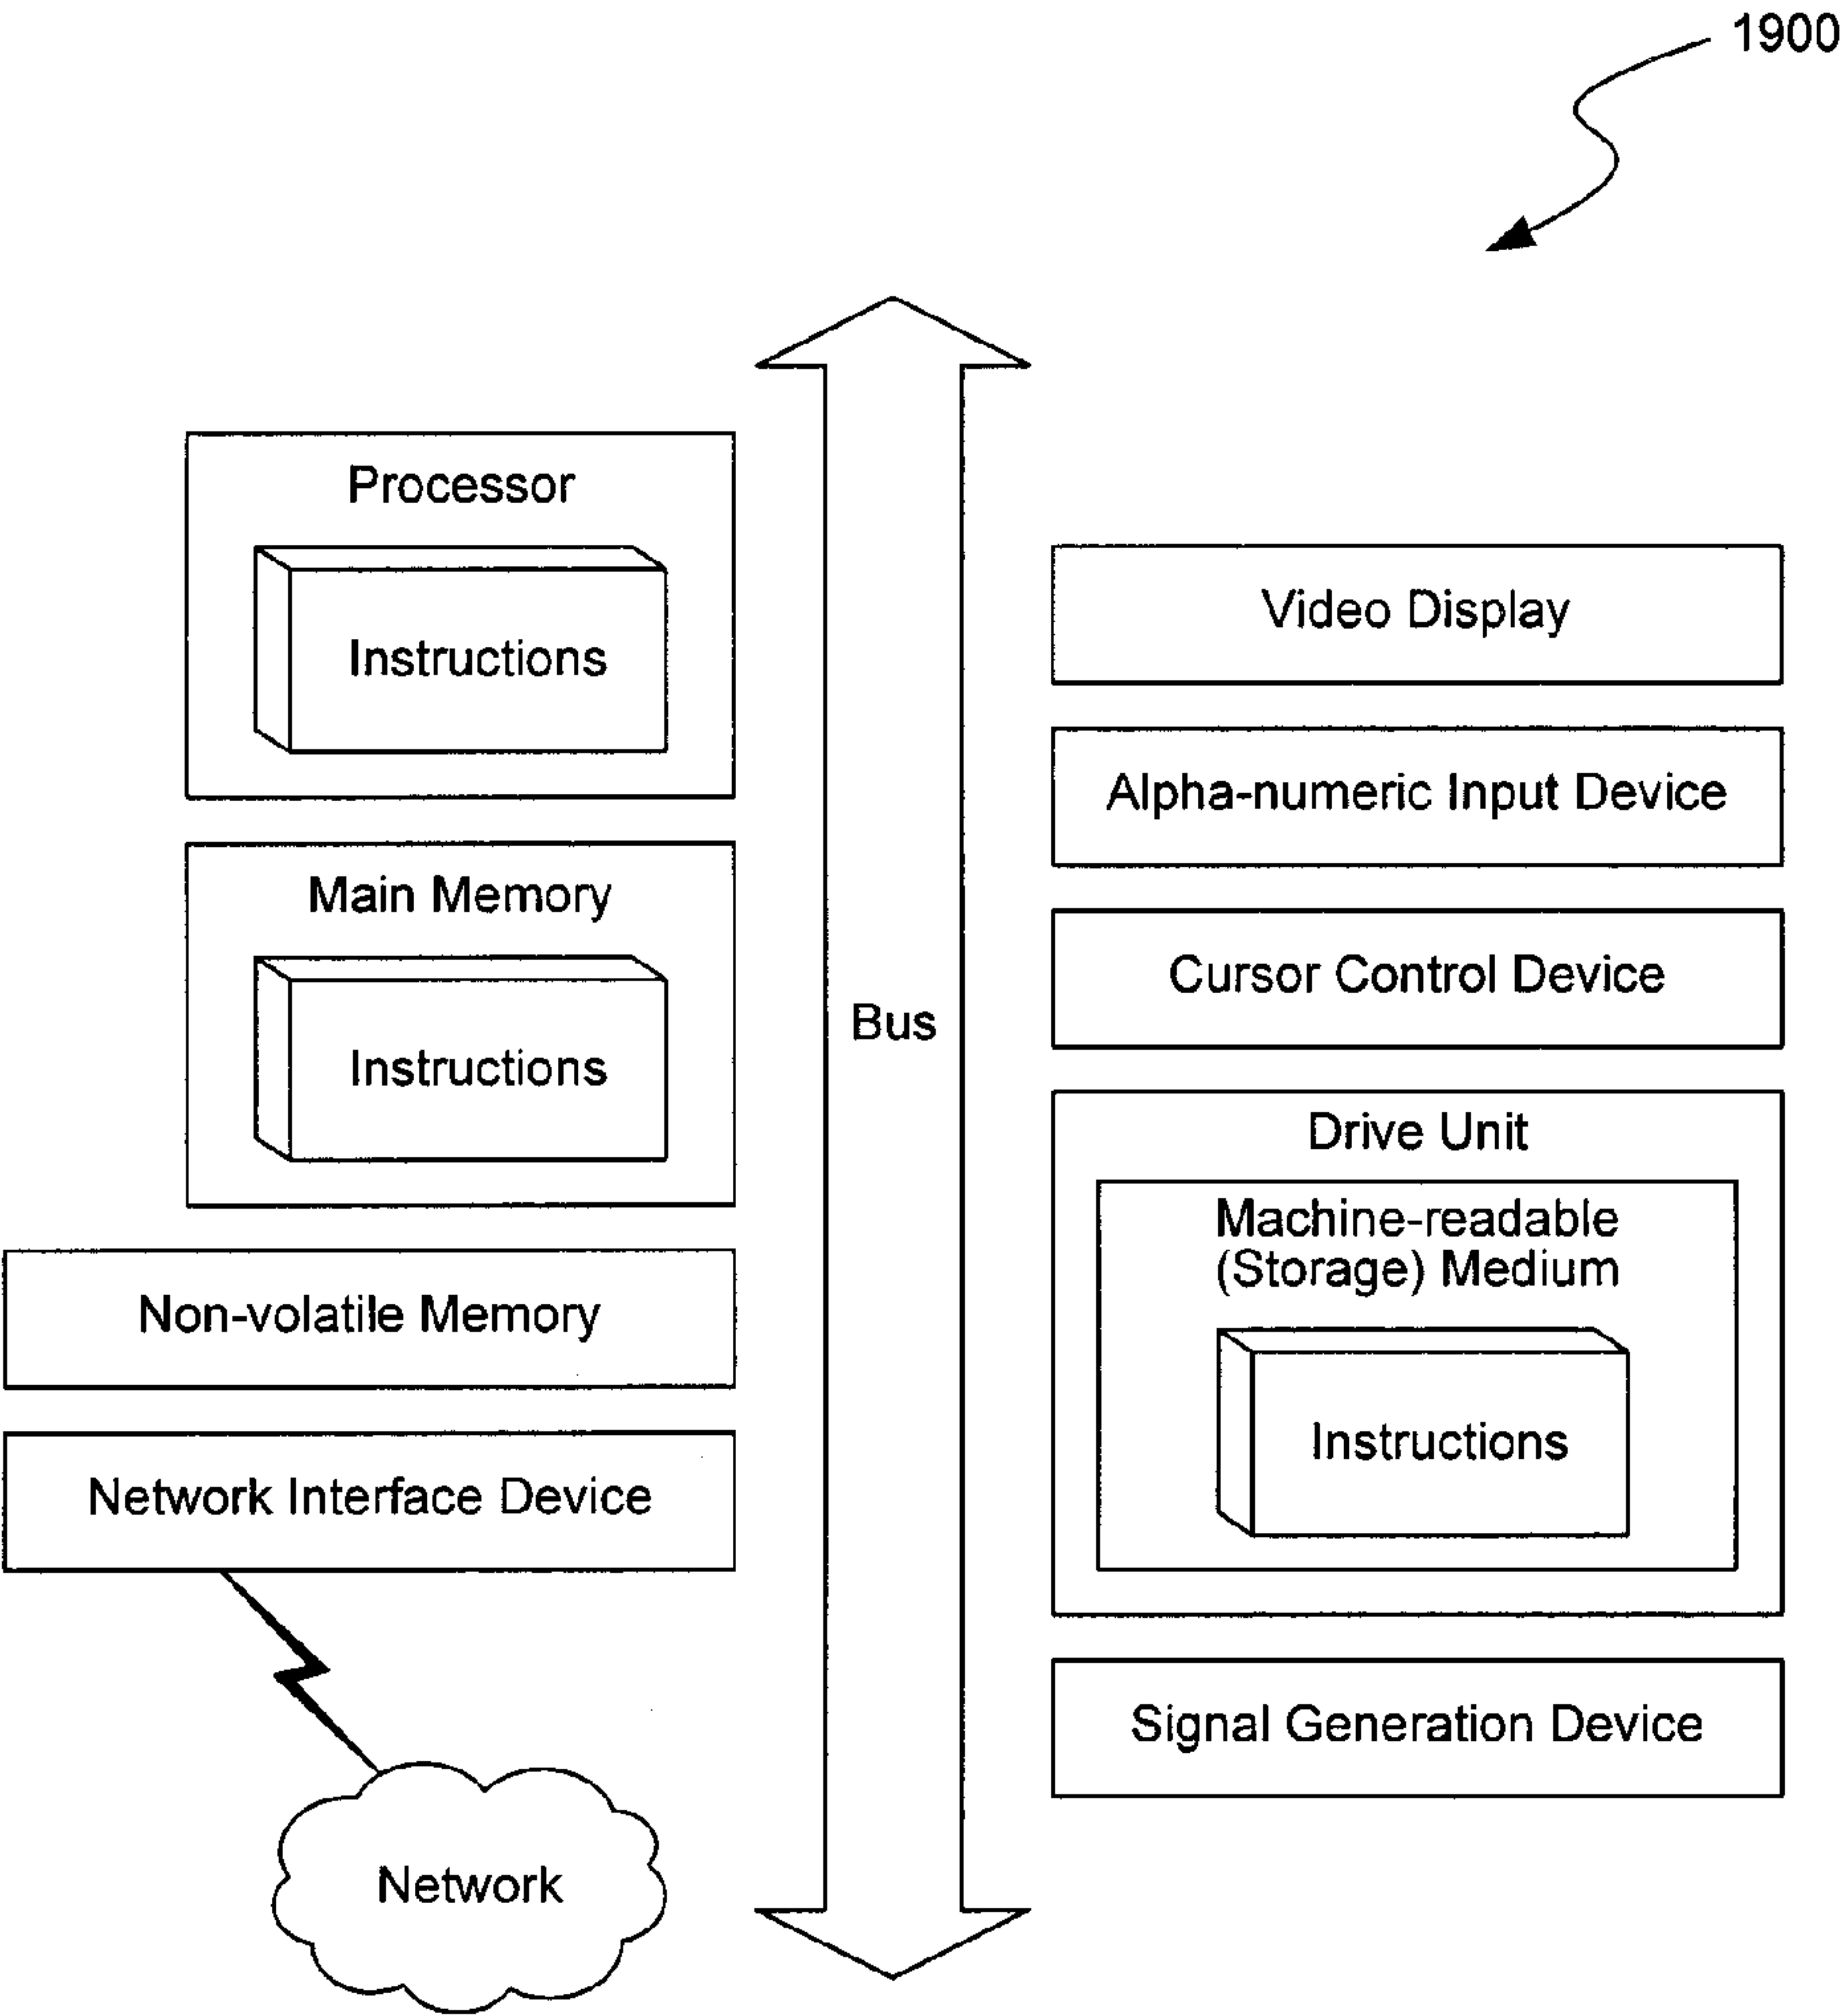 1900
Processor
Instructions
Main Memory
Instructions
Non-volatile Memory
Network Interface Device
Network
Bus
Video Display
Alpha-numeric Input Device
Cursor Control Device
Drive Unit
Machine-readable
(Storage) Medium
Instructions
Signal Generation Device